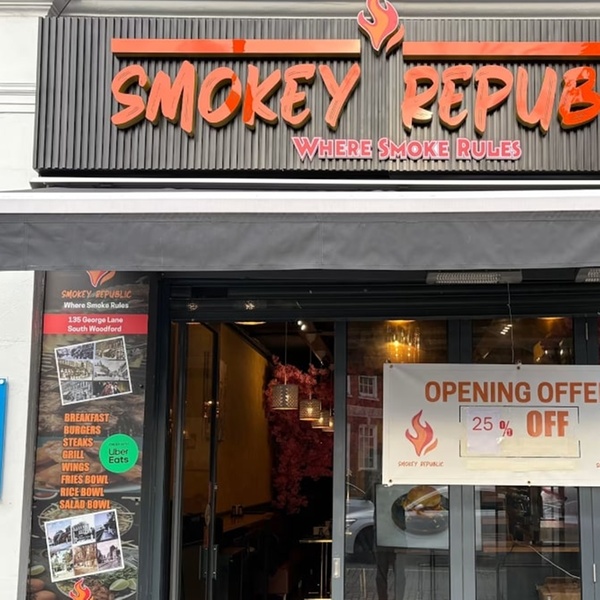 SMOKEY REPUB
WHERE SMOKE RULES
SMOKEY REPUBLIC
Where Smoke Rules
135 George Lane
South Woodford
BREAKFAST
BURGERS
STEAKS
GRILL
WINGS
FRIES BOWL
RICE BOWL
SALAD BOWL
Uber
Eats
OPENING OFFE
25 % OFF
SMOKEY REPUBLIC